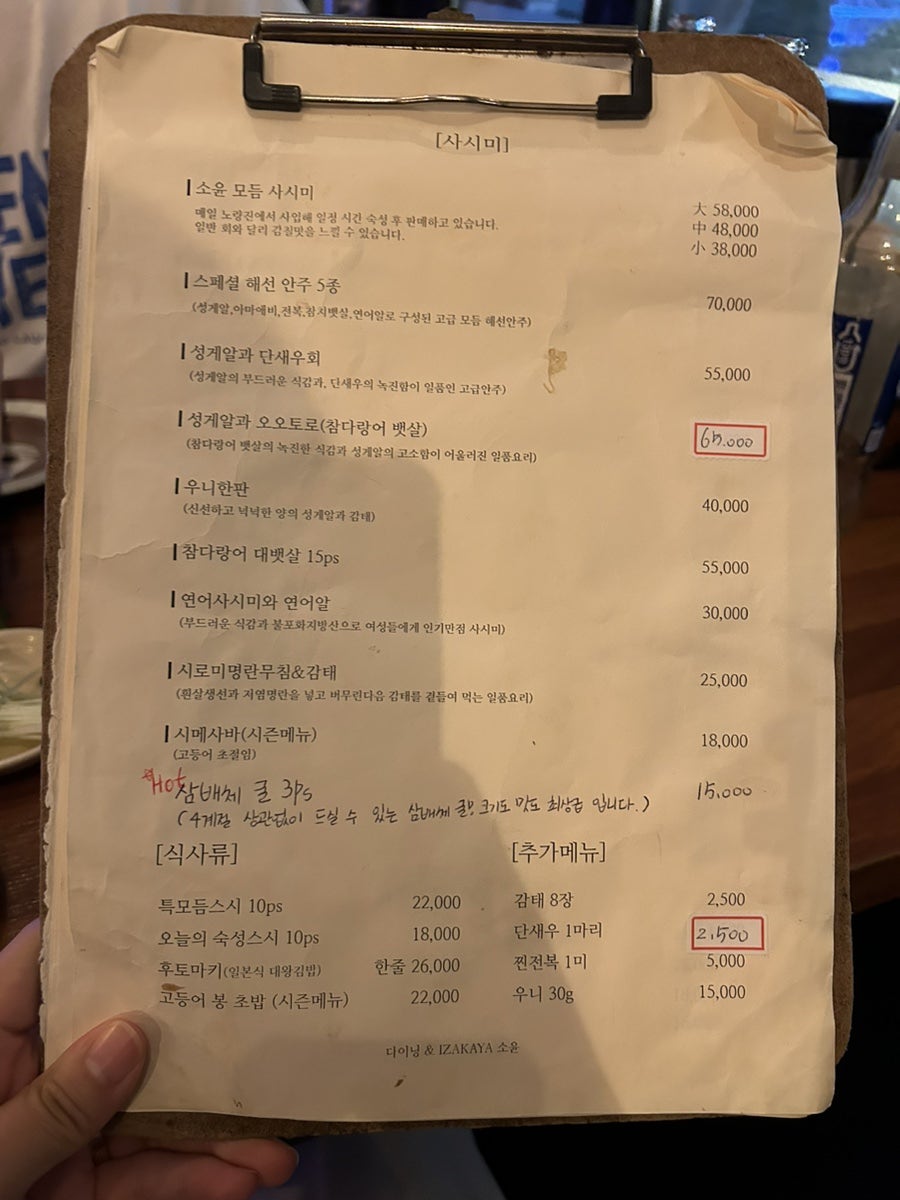 [사시미]
소윤 모듬 사시미
매일 노량진에서 사입해 일정 시간 숙성 후 판매하고 있습니다.
일반 회와 달리 감칠맛을 느낄 수 있습니다.
大 58,000
中 48,000
小 38,000
스페셜 해선 안주 5종 70,000
(성게알,아마에비,전복,참치뱃살,연어알로 구성된 고급 모듬 해선안주)
성게알과 단새우회 55,000
(성게알의 부드러운 식감과, 단새우의 녹진함이 일품인 고급안주)
성게알과 오오토로(참다랑어 뱃살) 65.000
(참다랑어 뱃살의 녹진한 식감과 성게알의 고소함이 어울러진 일품요리)
우니한판 40,000
(신선하고 넉넉한 양의 성게알과 감태)
참다랑어 대뱃살 15ps 55,000
연어사시미와 연어알 30,000
(부드러운 식감과 불포화지방산으로 여성들에게 인기만점 사시미)
시로미명란무침&감태 25,000
(흰살생선과 저염명란을 넣고 버무린다음 감태를 곁들여 먹는 일품요리)
시메사바(시즌메뉴) 18,000
(고등어 초절임)
Hot 삼배체 굴 3ps 15.000
(4계절 상관없이 드실 수 있는 삼배체 굴! 크기도 맛도 최상급 입니다.)
[식사류]
특모듬스시 10ps 22,000
오늘의 숙성스시 10ps 18,000
후토마키(일본식 대왕김밥) 한줄 26,000
고등어 봉 초밥 (시즌메뉴) 22,000
[추가메뉴]
감태 8장 2,500
단새우 1마리 2.500
찐전복 1미 5,000
우니 30g 15,000
다이닝 & IZAKAYA 소윤